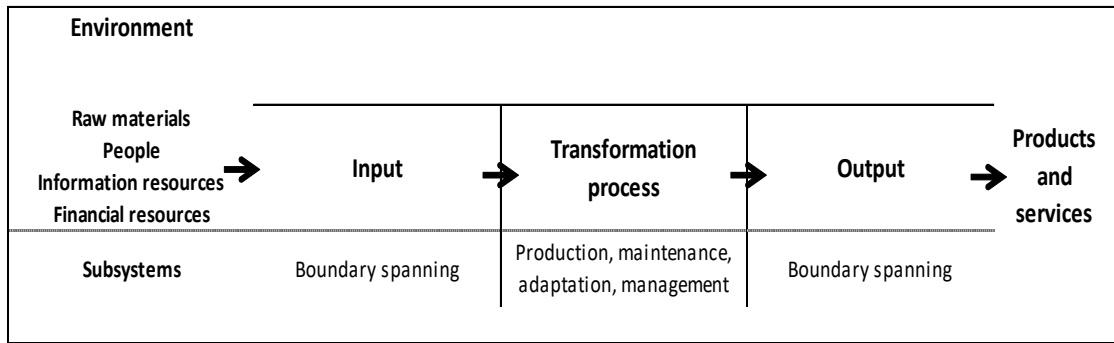 Environment
Raw materials
People
Information resources
Financial resources
Input
Transformation
process
Output
Products
and
services
Subsystems
Boundary spanning
Production, maintenance,
adaptation, management
Boundary spanning